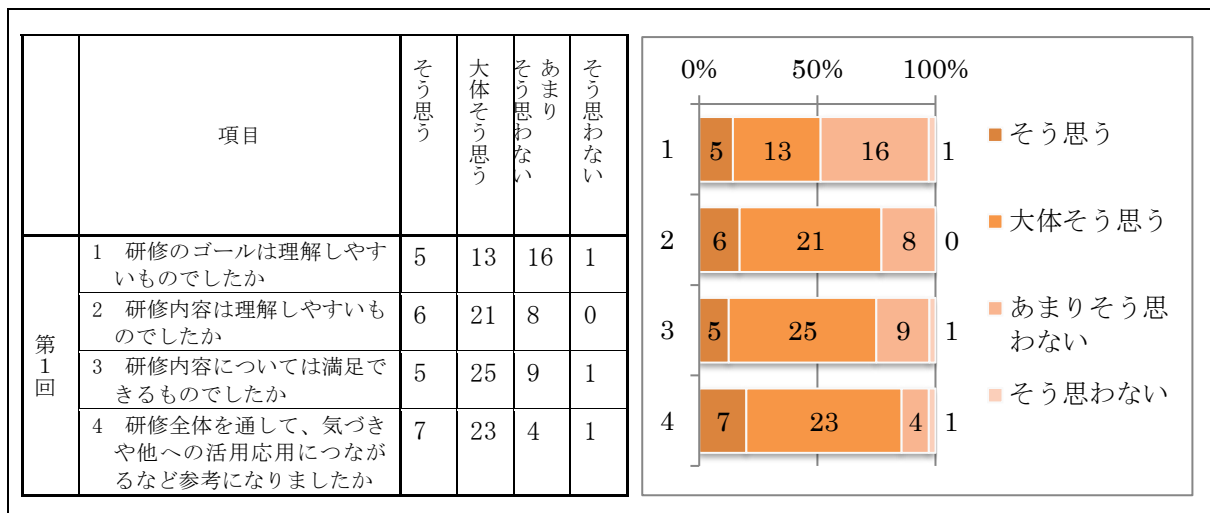 項目
そう思う
大体そう思う
あまり
そう思わない
そう思わない
第1回
1　研修のゴールは理解しやす
いものでしたか
5 13 16 1
2　研修内容は理解しやすいも
のでしたか
6 21 8 0
3　研修内容については満足で
きるものでしたか
5 25 9 1
4　研修全体を通して、気づき
や他への活用応用につなが
るなど参考になりましたか
7 23 4 1
0% 50% 100%
1 5 13 16 1
2 6 21 8 0
3 5 25 9 1
4 7 23 4 1
そう思う
大体そう思う
あまりそう思
わない
そう思わない